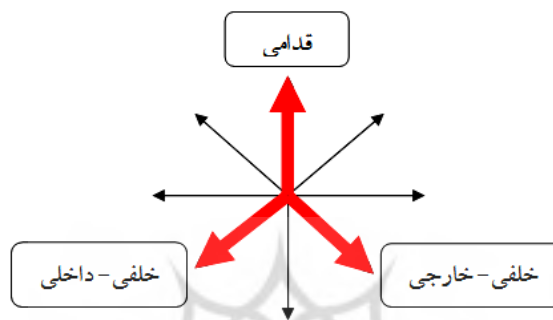 قدامی
خلفی - خارجی
خلفی - داخلی